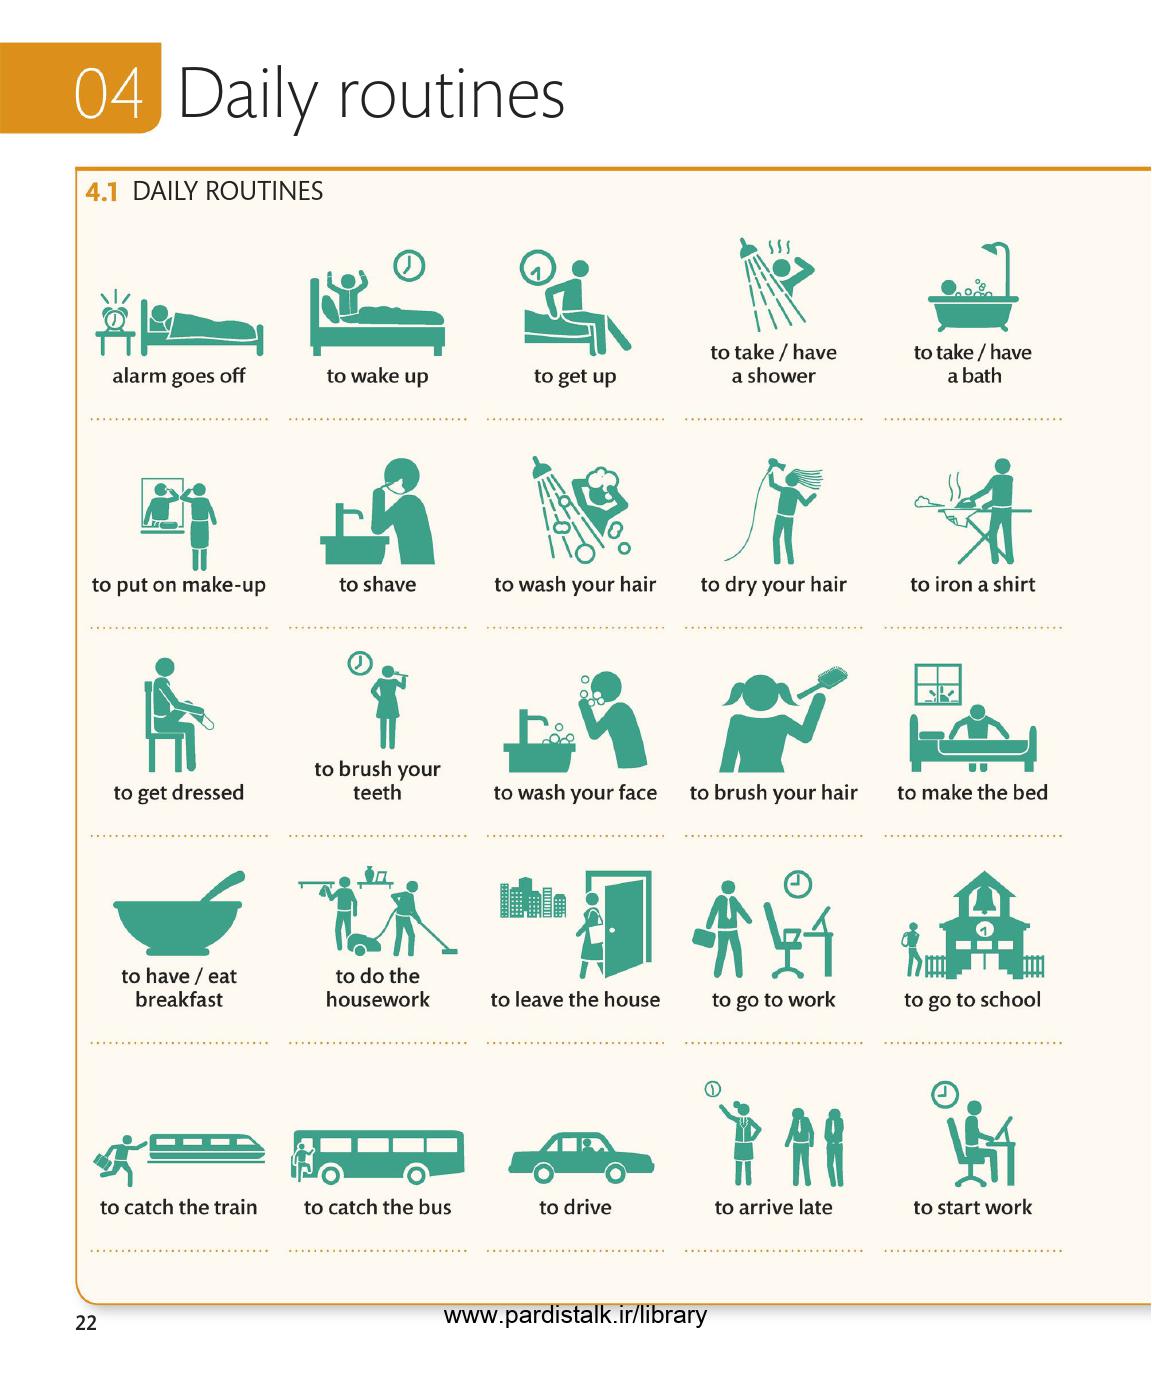 04 Daily routines
4.1 DAILY ROUTINES
alarm goes off
to wake up
to get up
to take / have
a shower
to take / have
a bath
to put on make-up
to shave
to wash your hair
to dry your hair
to iron a shirt
to get dressed
to brush your
teeth
to wash your face
to brush your hair
to make the bed
to have / eat
breakfast
to do the
housework
to leave the house
to go to work
to go to school
to catch the train
to catch the bus
to drive
to arrive late
to start work
22
www.pardistalk.ir/library